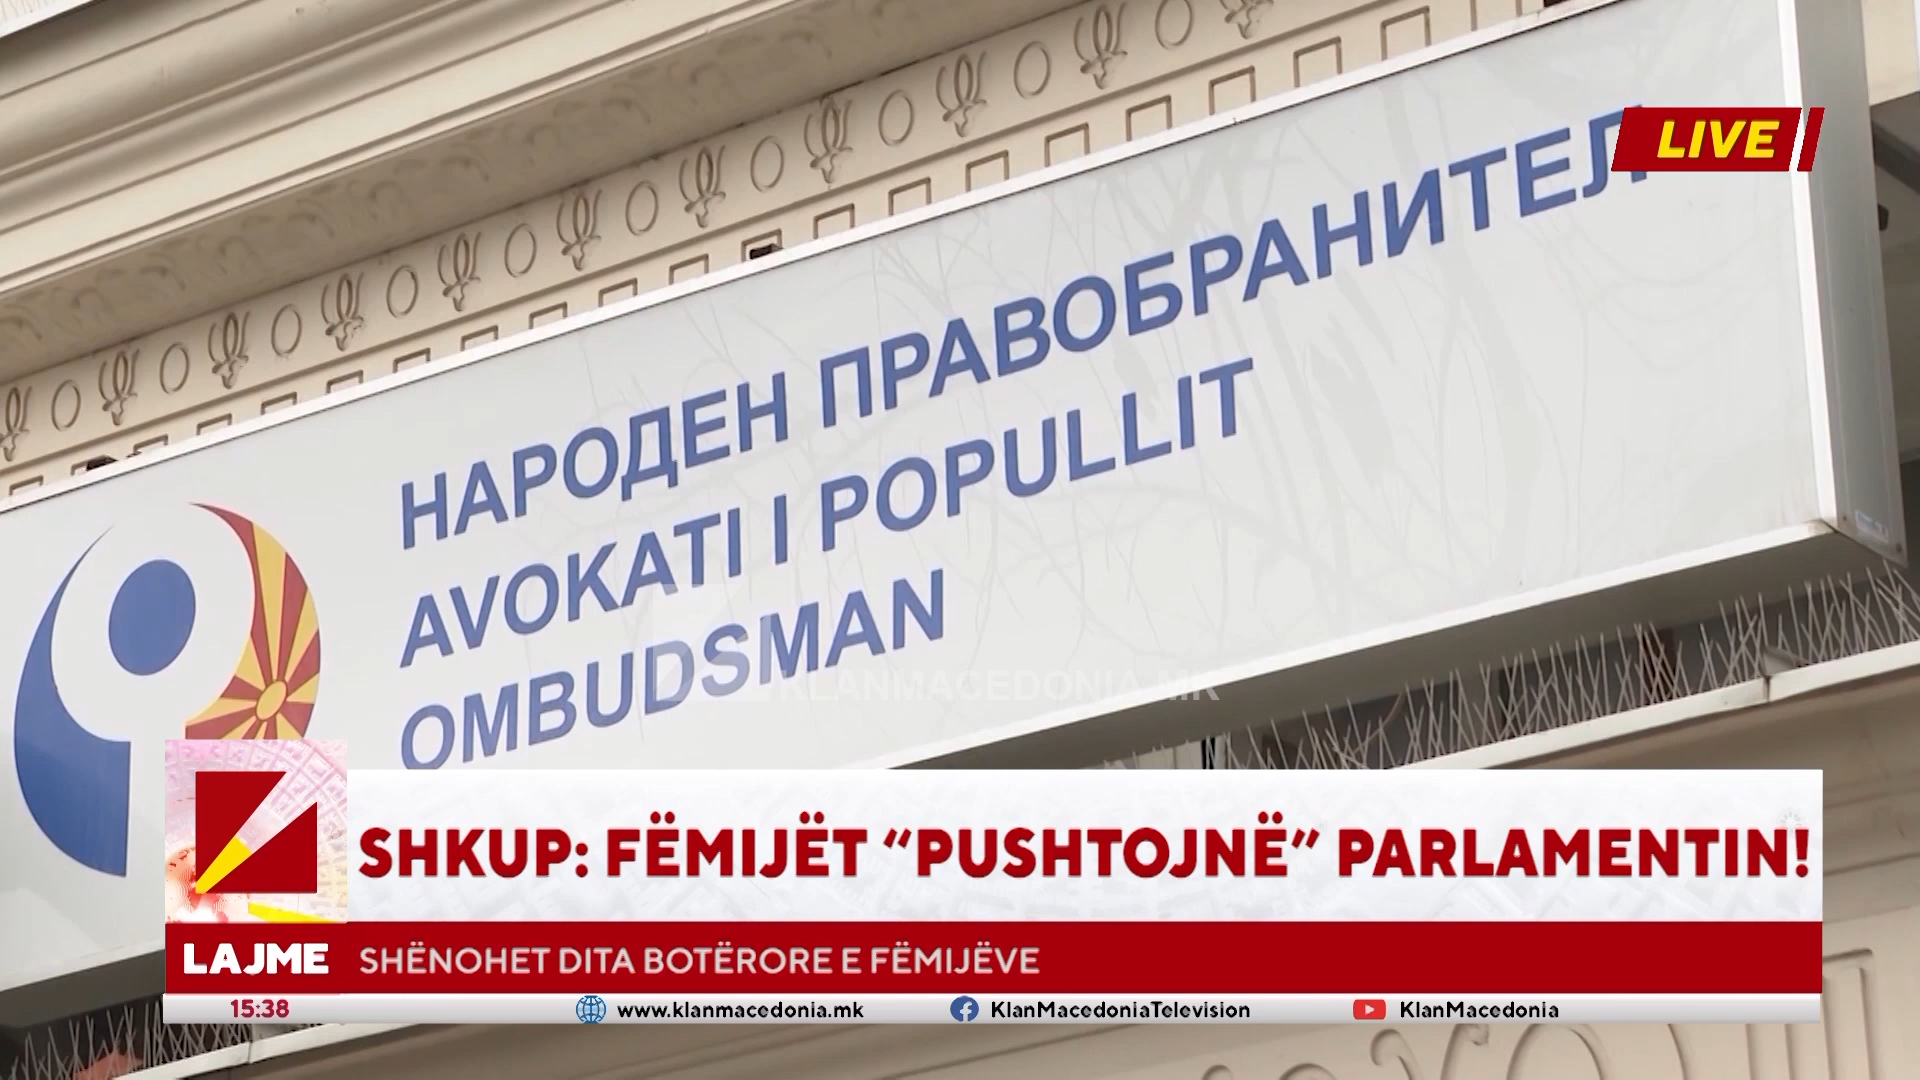 LIVE
НАРОДЕН ПРАВОБРАНИТЕЛ
AVOKATI I POPULLIT
OMBUDSMAN
KLANMACEDONIA.MK
SHKUP: FËMIJËT “PUSHTOJNË” PARLAMENTIN!
LAJME SHËNOHET DITA BOTËRORE E FËMIJËVE
15:38 www.klanmacedonia.mk KlanMacedoniaTelevision KlanMacedonia